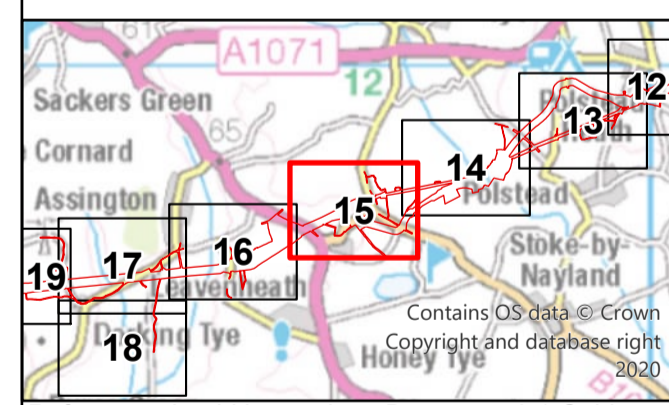 61
A1071
12
12
Sackers Green
13
65
Cornard
14
Assington
15
Polstead
16
Stoke-by-
Nayland
19
17
Contains OS data © Crown
Copyright and database right
2020
18
Honey Tye